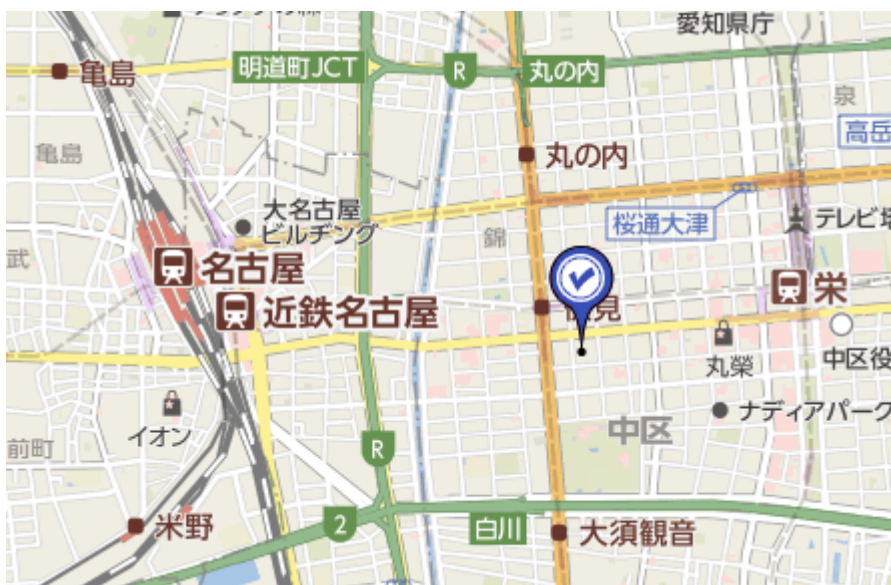 愛知県庁
明道町JCT
R
丸の内
亀島
泉
高岳
亀島
丸の内
大名古屋
ビルヂング
錦
桜通大津
テレビ塔
武
名古屋
近鉄名古屋
見
栄
丸榮
中区役
イオン
ナディアパーク
中区
前町
R
米野
2
白川
大須観音